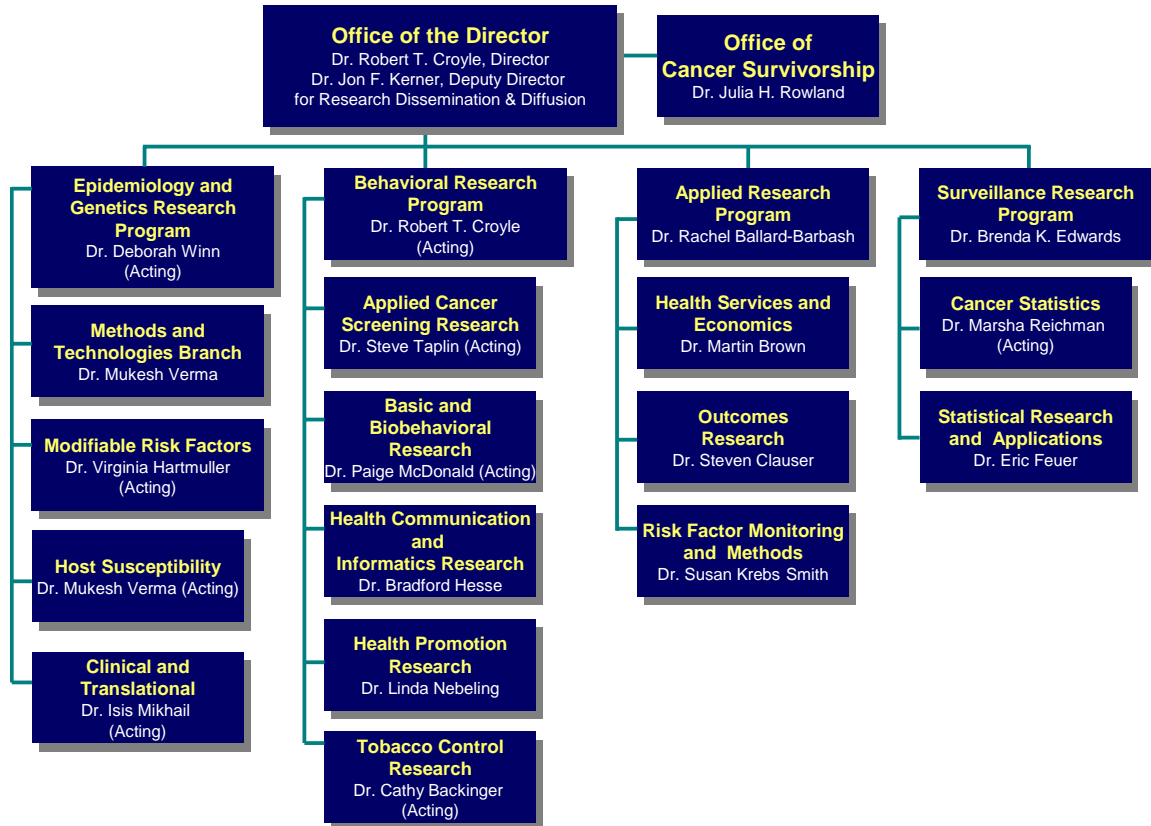 Office of the Director
Dr. Robert T. Croyle, Director
Dr. Jon F. Kerner, Deputy Director
for Research Dissemination & Diffusion
Office of
Cancer Survivorship
Dr. Julia H. Rowland
Epidemiology and
Genetics Research
Program
Dr. Deborah Winn
(Acting)
Methods and
Technologies Branch
Dr. Mukesh Verma
Modifiable Risk Factors
Dr. Virginia Hartmuller
(Acting)
Host Susceptibility
Dr. Mukesh Verma (Acting)
Clinical and
Translational
Dr. Isis Mikhail
(Acting)
Behavioral Research
Program
Dr. Robert T. Croyle
(Acting)
Applied Cancer
Screening Research
Dr. Steve Taplin (Acting)
Basic and
Biobehavioral
Research
Dr. Paige McDonald (Acting)
Health Communication
and
Informatics Research
Dr. Bradford Hesse
Health Promotion
Research
Dr. Linda Nebeling
Tobacco Control
Research
Dr. Cathy Backinger
(Acting)
Applied Research
Program
Dr. Rachel Ballard-Barbash
Health Services and
Economics
Dr. Martin Brown
Outcomes
Research
Dr. Steven Clauser
Risk Factor Monitoring
and Methods
Dr. Susan Krebs Smith
Surveillance Research
Program
Dr. Brenda K. Edwards
Cancer Statistics
Dr. Marsha Reichman
(Acting)
Statistical Research
and Applications
Dr. Eric Feuer